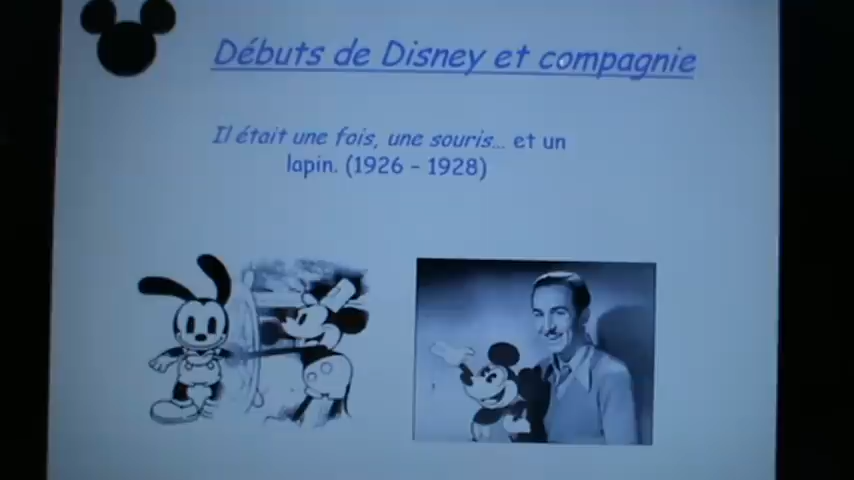 Débuts de Disney et compagnie
Il était une fois, une souris... et un
lapin. (1926 - 1928)